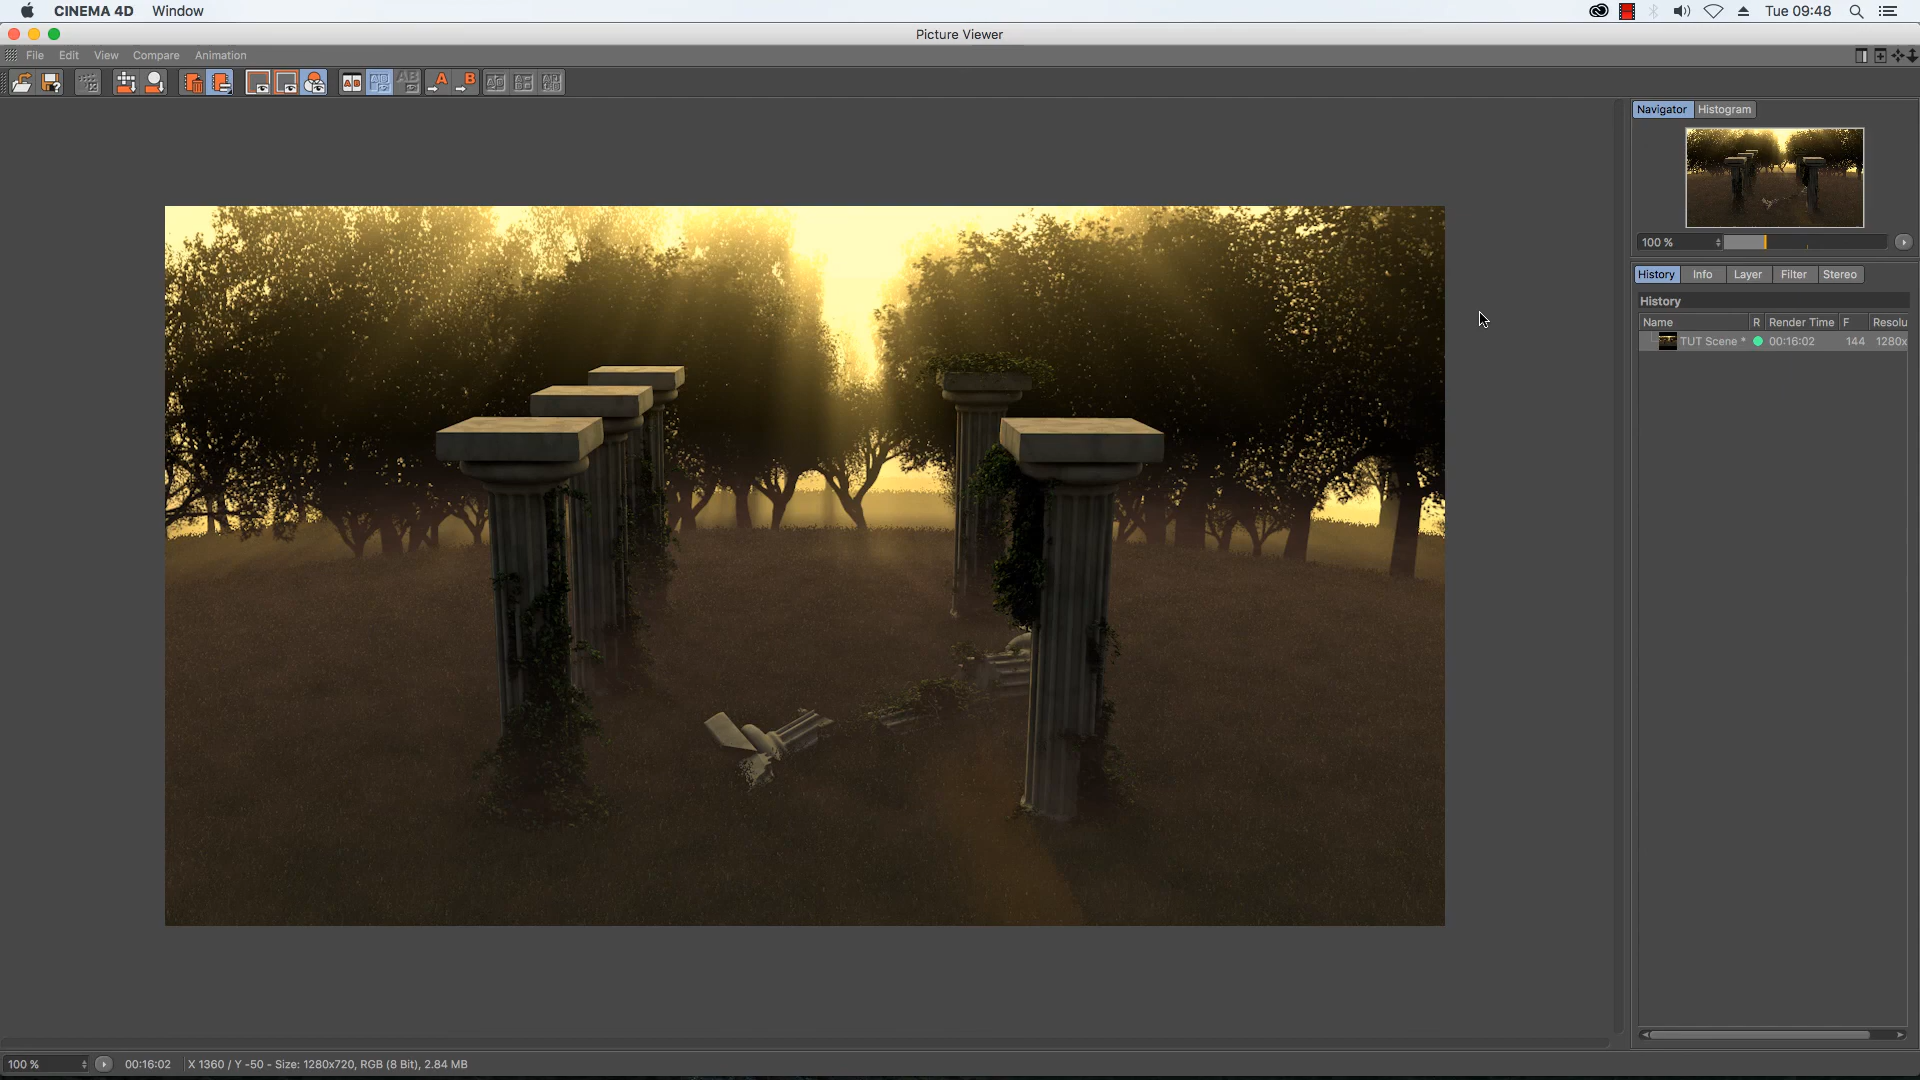 CINEMA 4D Window Tue 09:48
Picture Viewer
File Edit View Compare Animation
AB A B
Navigator Histogram
100 %
History Info Layer Filter Stereo
History
Name R Render Time F Resolu
TUT Scene * 00:16:02 144 1280x
100 % 00:16:02 X 1360 / Y -50 - Size: 1280x720, RGB (8 Bit), 2.84 MB